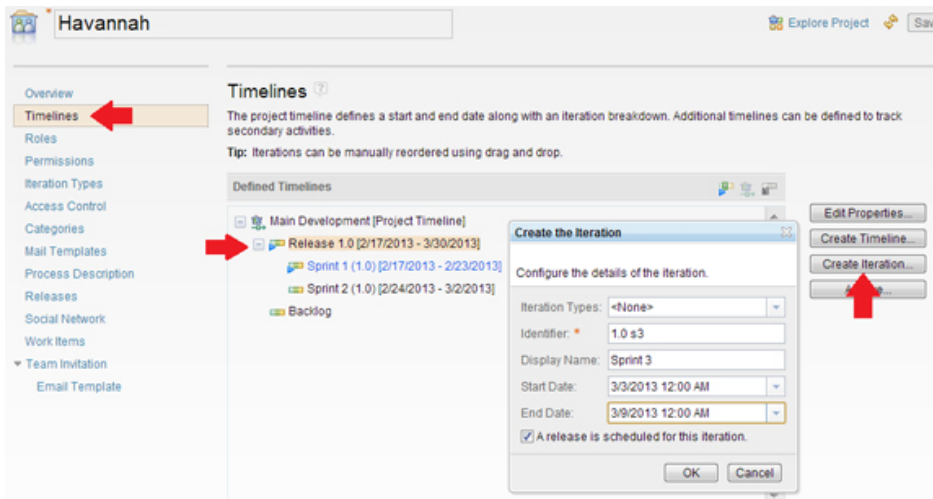 Havannah
Explore Project
Sav
Overview
Timelines
Roles
Permissions
Iteration Types
Access Control
Categories
Mail Templates
Process Description
Releases
Social Network
Work Items
Team Invitation
Email Template
Timelines
The project timeline defines a start and end date along with an iteration breakdown. Additional timelines can be defined to track
secondary activities.
Tip: Iterations can be manually reordered using drag and drop.
Defined Timelines
Main Development [Project Timeline]
Release 1.0 [2/17/2013 - 3/30/2013]
Sprint 1 (1.0) [2/17/2013 - 2/23/2013]
Sprint 2 (1.0) [2/24/2013 - 3/2/2013]
Backlog
Create the Iteration
Configure the details of the iteration.
Iteration Types: <None>
Identifier: * 1.0 s3
Display Name: Sprint 3
Start Date: 3/3/2013 12:00 AM
End Date: 3/9/2013 12:00 AM
A release is scheduled for this iteration.
OK Cancel
Edit Properties...
Create Timeline...
Create Iteration...